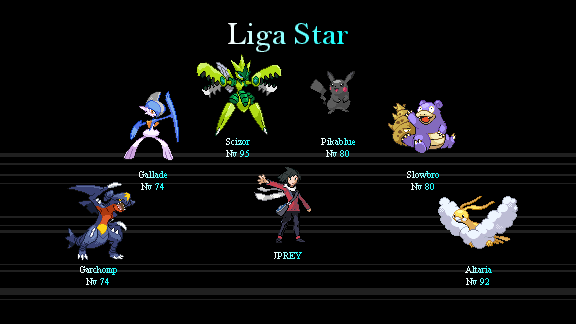 Liga Star
Scizor
Nv 95
Pikablue
Nv 80
Gallade
Nv 74
Slowbro
Nv 80
JPREY
Garchomp
Nv 74
Altaria
Nv 92